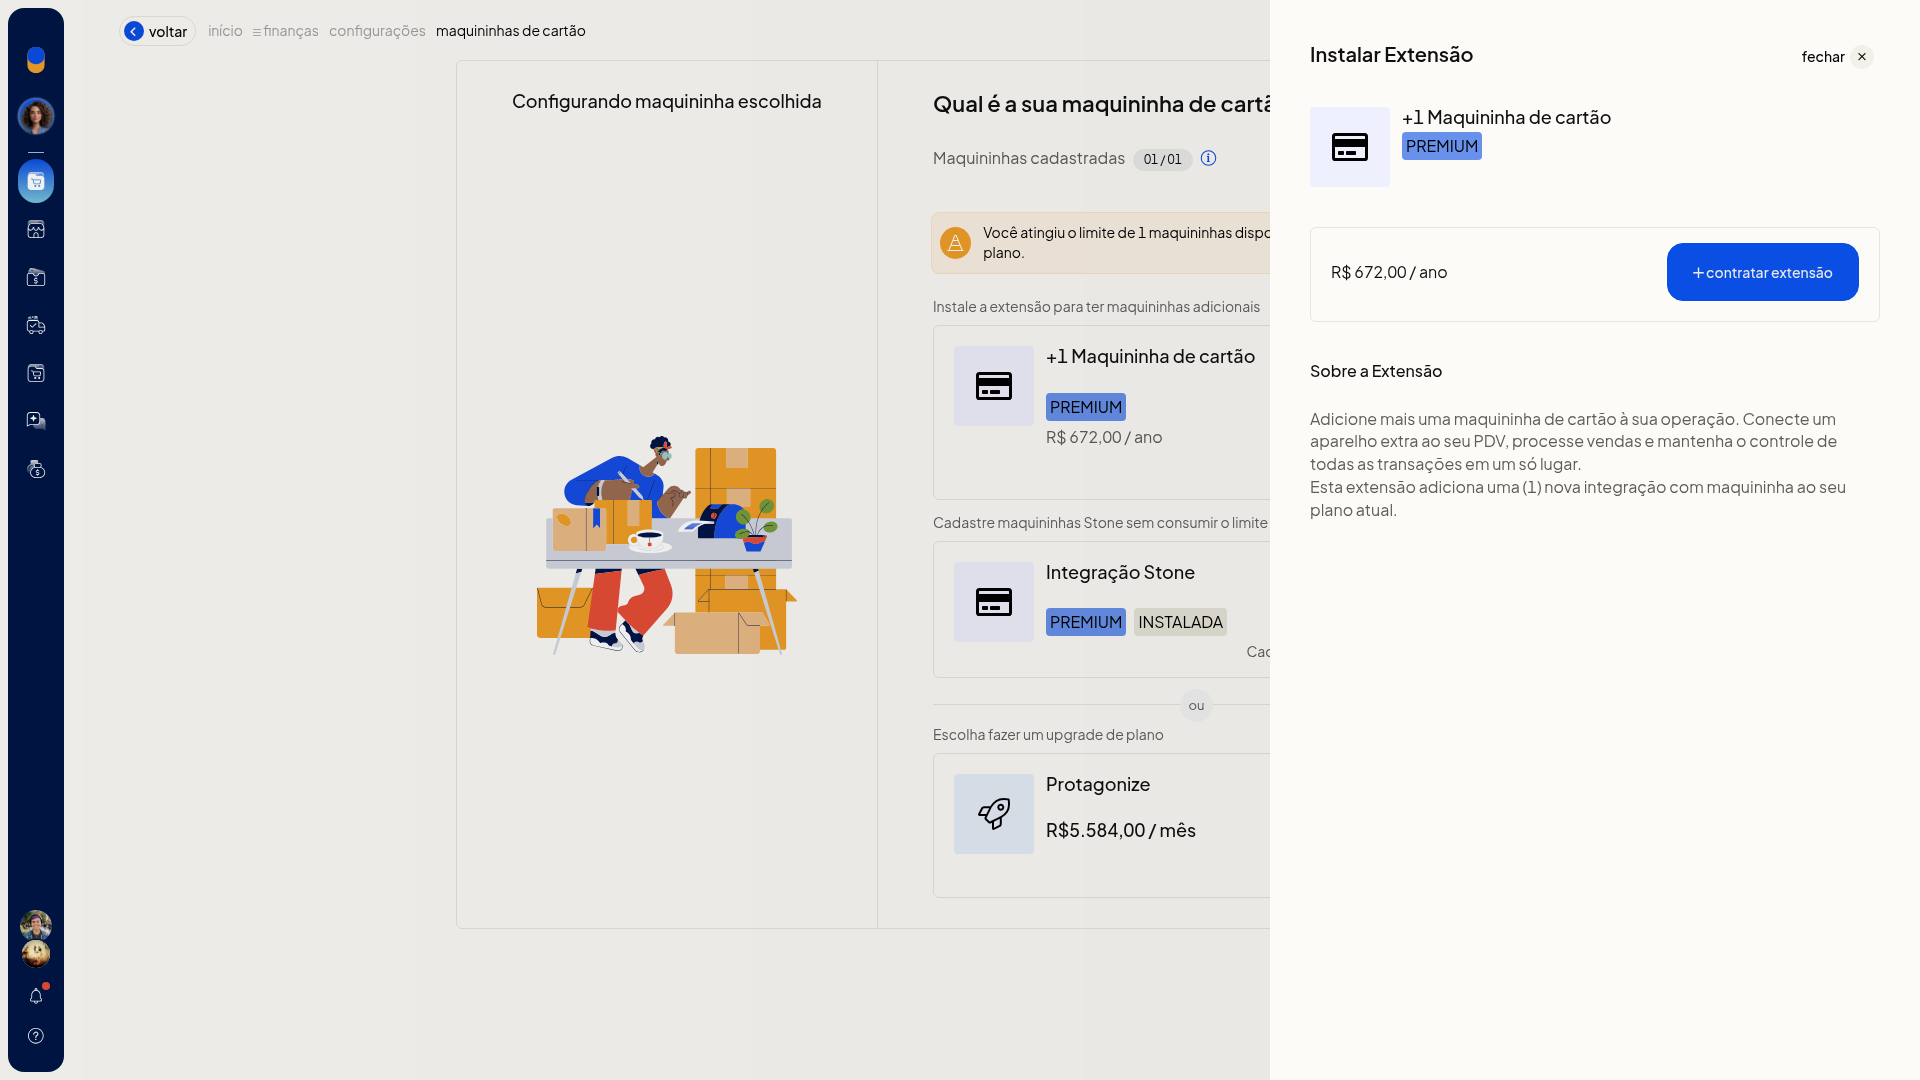 voltar início finanças configurações maquininhas de cartão
Configurando maquininha escolhida
Qual é a sua maquininha de cartã
Maquininhas cadastradas 01 / 01
Você atingiu o limite de 1 maquininhas dispo
plano.
Instale a extensão para ter maquininhas adicionais
+1 Maquininha de cartão
PREMIUM
R$ 672,00 / ano
Cadastre maquininhas Stone sem consumir o limite
Integração Stone
PREMIUM INSTALADA
Cad
ou
Escolha fazer um upgrade de plano
Protagonize
R$5.584,00 / mês
Instalar Extensão
fechar
+1 Maquininha de cartão
PREMIUM
R$ 672,00 / ano
+ contratar extensão
Sobre a Extensão
Adicione mais uma maquininha de cartão à sua operação. Conecte um
aparelho extra ao seu PDV, processe vendas e mantenha o controle de
todas as transações em um só lugar.
Esta extensão adiciona uma (1) nova integração com maquininha ao seu
plano atual.